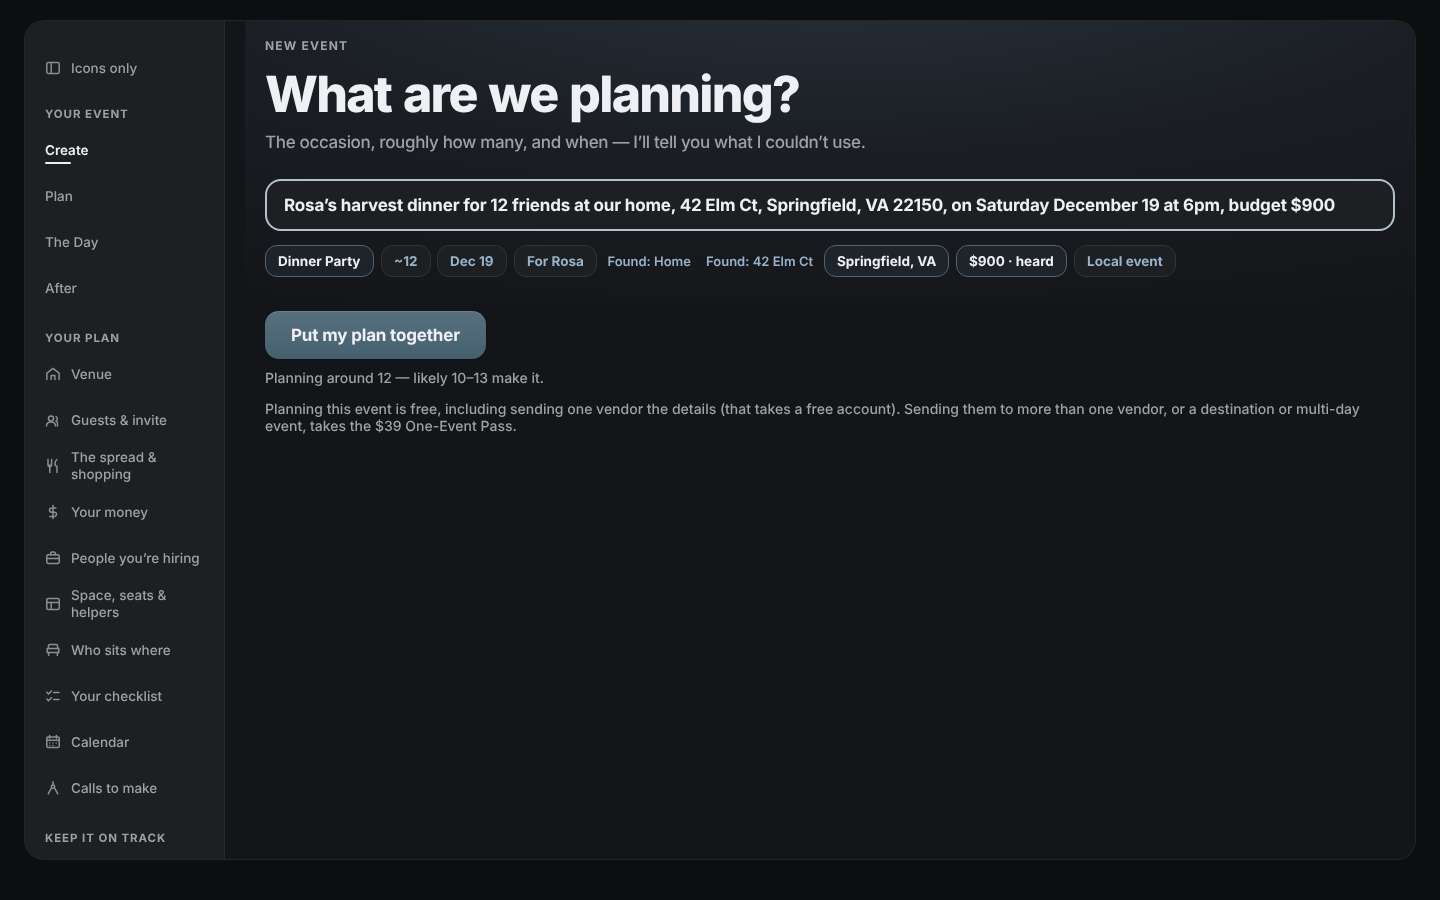 Icons only
YOUR EVENT
Create
Plan
The Day
After
YOUR PLAN
Venue
Guests & invite
The spread &
shopping
Your money
People you’re hiring
Space, seats &
helpers
Who sits where
Your checklist
Calendar
Calls to make
KEEP IT ON TRACK
NEW EVENT
What are we planning?
The occasion, roughly how many, and when — I’ll tell you what I couldn’t use.
Rosa’s harvest dinner for 12 friends at our home, 42 Elm Ct, Springfield, VA 22150, on Saturday December 19 at 6pm, budget $900
Dinner Party ~12 Dec 19 For Rosa Found: Home Found: 42 Elm Ct Springfield, VA $900 · heard Local event
Put my plan together
Planning around 12 — likely 10–13 make it.
Planning this event is free, including sending one vendor the details (that takes a free account). Sending them to more than one vendor, or a destination or multi-day
event, takes the $39 One-Event Pass.